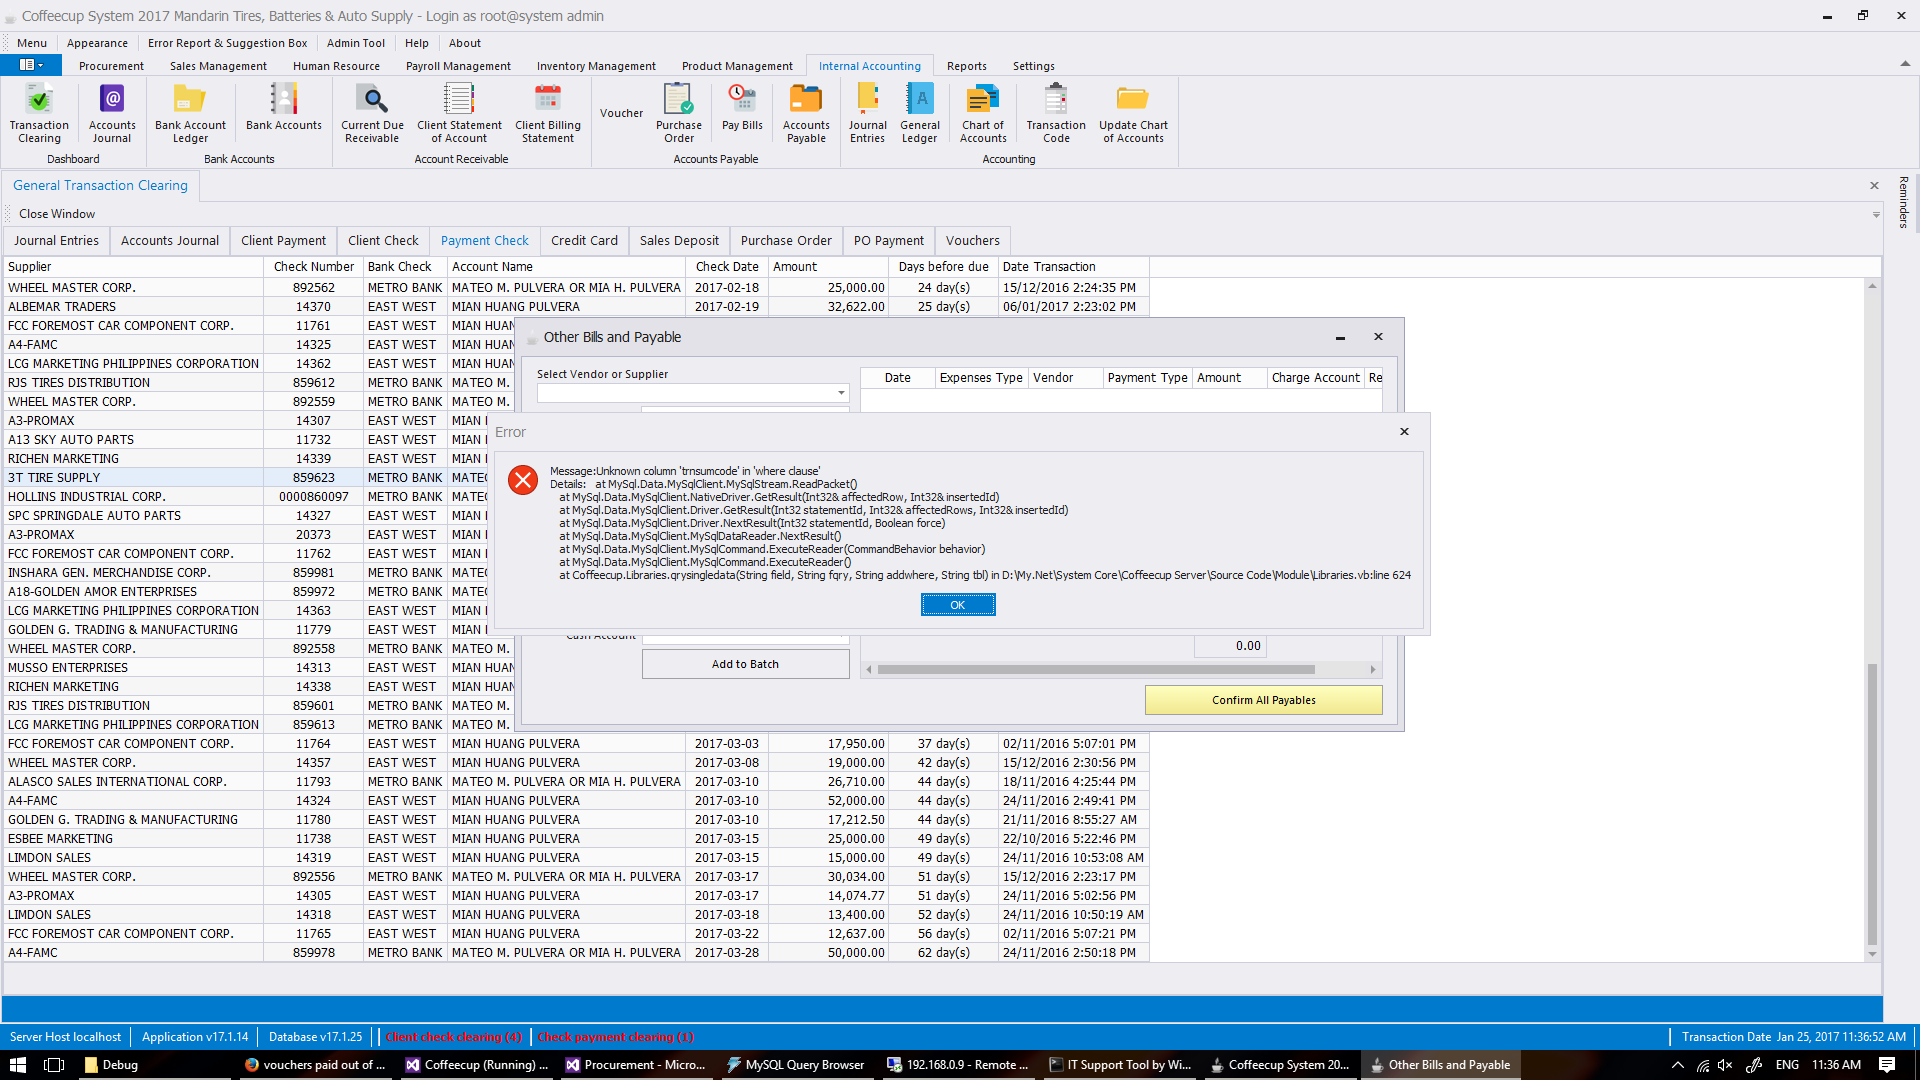 Coffeecup System 2017 Mandarin Tires, Batteries & Auto Supply - Login as root@system admin
Menu Appearance Error Report & Suggestion Box Admin Tool Help About
Procurement Sales Management Human Resource Payroll Management Inventory Management Product Management Internal Accounting Reports Settings
Transaction Clearing
Accounts Journal
Dashboard
Bank Account Ledger
Bank Accounts
Bank Accounts
Current Due Receivable
Client Statement of Account
Client Billing Statement
Account Receivable
Voucher
Purchase Order
Pay Bills
Accounts Payable
Accounts Payable
Journal Entries
General Ledger
Chart of Accounts
Transaction Code
Update Chart of Accounts
Accounting
Reminders
General Transaction Clearing
Close Window
Journal Entries Accounts Journal Client Payment Client Check Payment Check Credit Card Sales Deposit Purchase Order PO Payment Vouchers
Supplier Check Number Bank Check Account Name Check Date Amount Days before due Date Transaction
WHEEL MASTER CORP. 892562 METRO BANK MATEO M. PULVERA OR MIA H. PULVERA 2017-02-18 25,000.00 24 day(s) 15/12/2016 2:24:35 PM
ALBEMAR TRADERS 14370 EAST WEST MIAN HUANG PULVERA 2017-02-19 32,622.00 25 day(s) 06/01/2017 2:23:02 PM
FCC FOREMOST CAR COMPONENT CORP. 11761 EAST WEST MIAN HUAN
A4-FAMC 14325 EAST WEST MIAN HUAN
LCG MARKETING PHILIPPINES CORPORATION 14362 EAST WEST MIAN HUAN
RJS TIRES DISTRIBUTION 859612 METRO BANK MATEO M.
WHEEL MASTER CORP. 892559 METRO BANK MATEO M.
A3-PROMAX 14307 EAST WEST MIAN
A13 SKY AUTO PARTS 11732 EAST WEST MIAN
RICHEN MARKETING 14339 EAST WEST MIAN
3T TIRE SUPPLY 859623 METRO BANK MATEO
HOLLINS INDUSTRIAL CORP. 0000860097 METRO BANK MATEO
SPC SPRINGDALE AUTO PARTS 14327 EAST WEST MIAN
A3-PROMAX 20373 EAST WEST MIAN
FCC FOREMOST CAR COMPONENT CORP. 11762 EAST WEST MIAN
INSHARA GEN. MERCHANDISE CORP. 859981 METRO BANK MATEO
A18-GOLDEN AMOR ENTERPRISES 859972 METRO BANK MATEO
LCG MARKETING PHILIPPINES CORPORATION 14363 EAST WEST MIAN
GOLDEN G. TRADING & MANUFACTURING 11779 EAST WEST MIAN
WHEEL MASTER CORP. 892558 METRO BANK MATEO M.
MUSSO ENTERPRISES 14313 EAST WEST MIAN HUAN
RICHEN MARKETING 14338 EAST WEST MIAN HUAN
RJS TIRES DISTRIBUTION 859601 METRO BANK MATEO M.
LCG MARKETING PHILIPPINES CORPORATION 859613 METRO BANK MATEO M.
FCC FOREMOST CAR COMPONENT CORP. 11764 EAST WEST MIAN HUANG PULVERA 2017-03-03 17,950.00 37 day(s) 02/11/2016 5:07:01 PM
WHEEL MASTER CORP. 14357 EAST WEST MIAN HUANG PULVERA 2017-03-08 19,000.00 42 day(s) 15/12/2016 2:30:56 PM
ALASCO SALES INTERNATIONAL CORP. 11793 METRO BANK MATEO M. PULVERA OR MIA H. PULVERA 2017-03-10 26,710.00 44 day(s) 18/11/2016 4:25:44 PM
A4-FAMC 14324 EAST WEST MIAN HUANG PULVERA 2017-03-10 52,000.00 44 day(s) 24/11/2016 2:49:41 PM
GOLDEN G. TRADING & MANUFACTURING 11780 EAST WEST MIAN HUANG PULVERA 2017-03-10 17,212.50 44 day(s) 21/11/2016 8:55:27 AM
ESBEE MARKETING 11738 EAST WEST MIAN HUANG PULVERA 2017-03-15 25,000.00 49 day(s) 22/10/2016 5:22:46 PM
LIMDON SALES 14319 EAST WEST MIAN HUANG PULVERA 2017-03-15 15,000.00 49 day(s) 24/11/2016 10:53:08 AM
WHEEL MASTER CORP. 892556 METRO BANK MATEO M. PULVERA OR MIA H. PULVERA 2017-03-17 30,034.00 51 day(s) 15/12/2016 2:23:17 PM
A3-PROMAX 14305 EAST WEST MIAN HUANG PULVERA 2017-03-17 14,074.77 51 day(s) 24/11/2016 5:02:56 PM
LIMDON SALES 14318 EAST WEST MIAN HUANG PULVERA 2017-03-18 13,400.00 52 day(s) 24/11/2016 10:50:19 AM
FCC FOREMOST CAR COMPONENT CORP. 11765 EAST WEST MIAN HUANG PULVERA 2017-03-22 12,637.00 56 day(s) 02/11/2016 5:07:21 PM
A4-FAMC 859978 METRO BANK MATEO M. PULVERA OR MIA H. PULVERA 2017-03-28 50,000.00 62 day(s) 24/11/2016 2:50:18 PM
Other Bills and Payable
Select Vendor or Supplier
Date Expenses Type Vendor Payment Type Amount Charge Account Re
Error
Message:Unknown column 'trnsumcode' in 'where clause'
Details: at MySql.Data.MySqlClient.MySqlStream.ReadPacket()
at MySql.Data.MySqlClient.NativeDriver.GetResult(Int32& affectedRow, Int32& insertedId)
at MySql.Data.MySqlClient.Driver.GetResult(Int32 statementId, Int32& affectedRows, Int32& insertedId)
at MySql.Data.MySqlClient.Driver.NextResult(Int32 statementId, Boolean force)
at MySql.Data.MySqlClient.MySqlDataReader.NextResult()
at MySql.Data.MySqlClient.MySqlCommand.ExecuteReader(CommandBehavior behavior)
at MySql.Data.MySqlClient.MySqlCommand.ExecuteReader()
at Coffeecup.Libraries.qrysingledata(String field, String fqry, String addwhere, String tbl) in D:\My.Net\System Core\Coffeecup Server\Source Code\Module\Libraries.vb:line 624
OK
Cash Account
0.00
Add to Batch
Confirm All Payables
Server Host localhost Application v17.1.14 Database v17.1.25 Client check clearing (4) Check payment clearing (1) Transaction Date Jan 25, 2017 11:36:52 AM
Debug vouchers paid out of ... Coffeecup (Running) ... Procurement - Micro... MySQL Query Browser 192.168.0.9 - Remote ... IT Support Tool by Wi... Coffeecup System 20... Other Bills and Payable ENG 11:36 AM